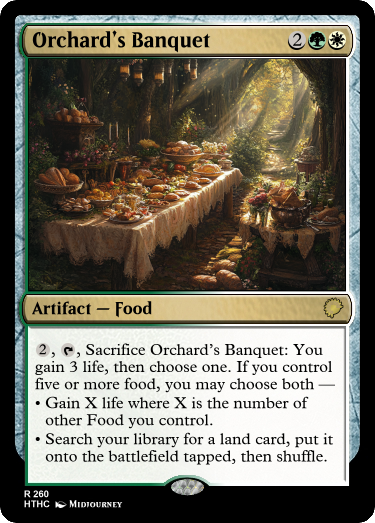 Orchard's Banquet 2
Artifact — Food
2, , Sacrifice Orchard's Banquet: You
gain 3 life, then choose one. If you control
five or more food, you may choose both —
• Gain X life where X is the number of
other Food you control.
• Search your library for a land card, put it
onto the battlefield tapped, then shuffle.
R 260
HTHC Midjourney